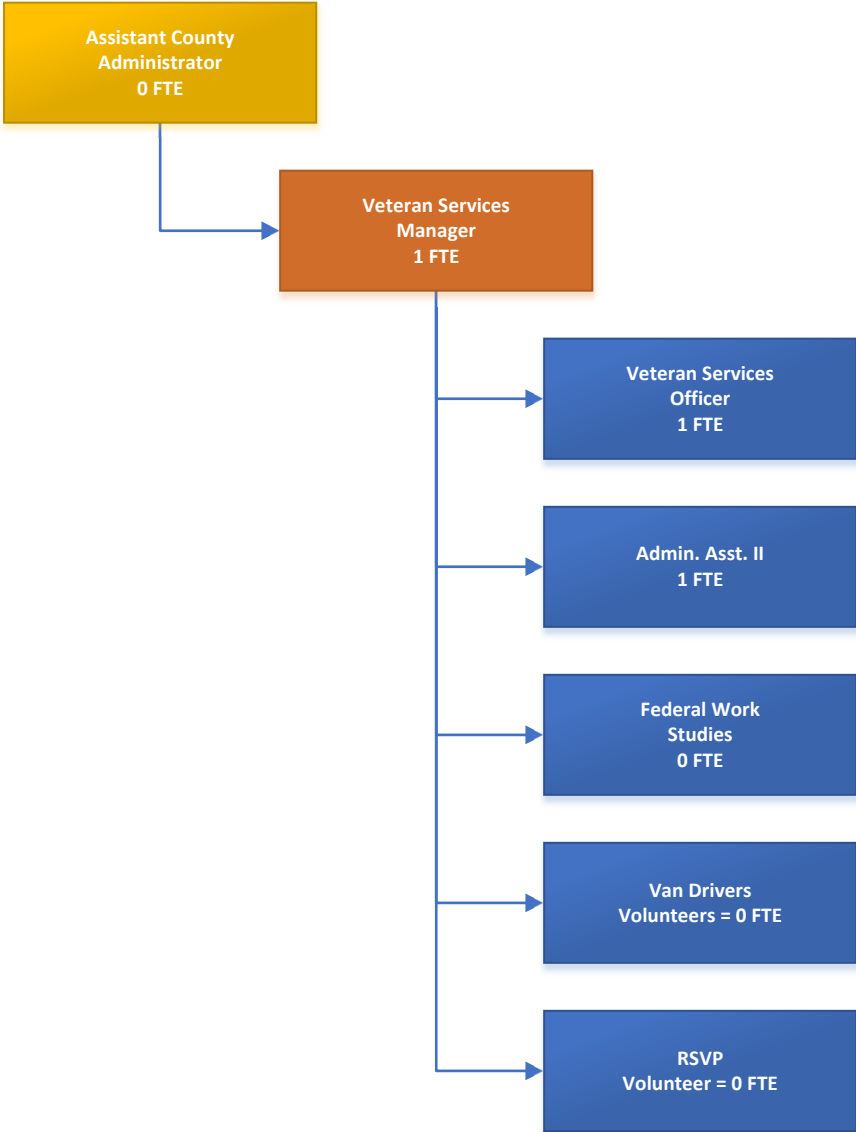 Assistant County
Administrator
0 FTE
Veteran Services
Manager
1 FTE
Veteran Services
Officer
1 FTE
Admin. Asst. II
1 FTE
Federal Work
Studies
0 FTE
Van Drivers
Volunteers = 0 FTE
RSVP
Volunteer = 0 FTE